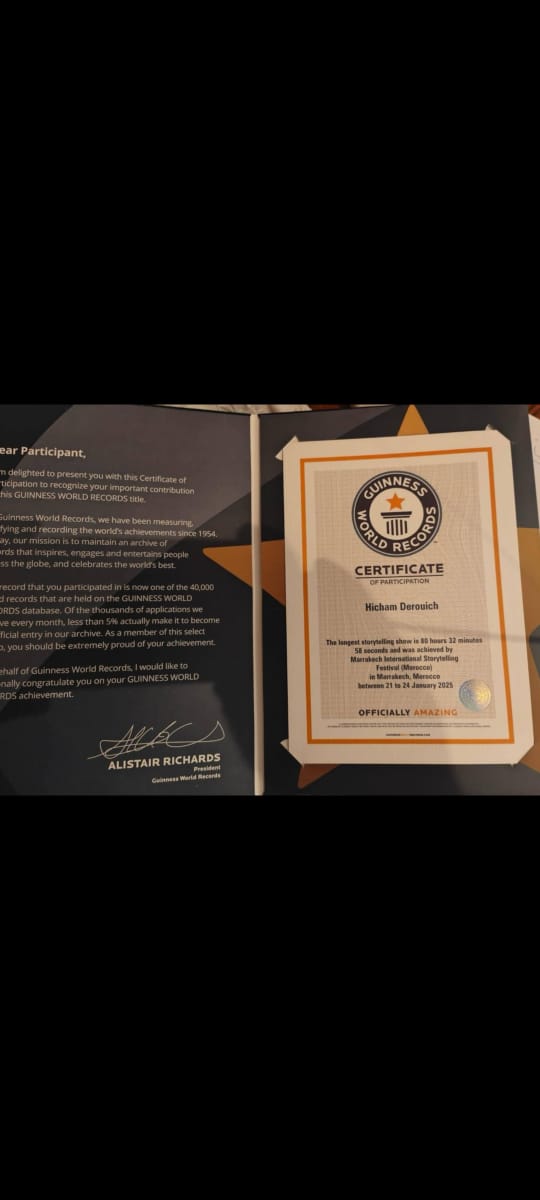 ear Participant,
m delighted to present you with this Certificate of
rticipation to recognize your important contribution
this GUINNESS WORLD RECORDS title.
Guinness World Records, we have been measuring,
fying and recording the world's achievements since 1954.
ay, our mission is to maintain an archive of
rds that inspires, engages and entertains people
ss the globe, and celebrates the world's best.
record that you participated in is now one of the 40,000
d records that are held on the GUINNESS WORLD
ORDS database. Of the thousands of applications we
ve every month, less than 5% actually make it to become
ficial entry in our archive. As a member of this select
p, you should be extremely proud of your achievement.
ehalf of Guinness World Records, I would like to
nally congratulate you on your GUINNESS WORLD
RDS achievement.
ALISTAIR RICHARDS
President
Guinness World Records
GUINNESS
WORLD RECORDS
CERTIFICATE
OF PARTICIPATION
Hicham Derouich
The longest storytelling show is 80 hours 32 minutes
58 seconds and was achieved by
Marrakech International Storytelling
Festival (Morocco)
in Marrakech, Morocco
between 21 to 24 January 2025
OFFICIALLY AMAZING